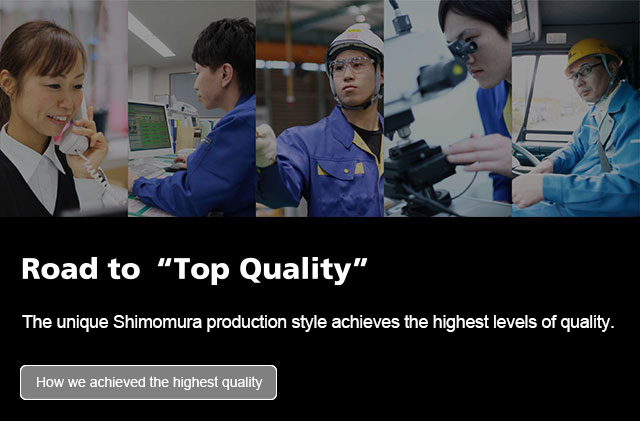 Road to “Top Quality”
The unique Shimomura production style achieves the highest levels of quality.
How we achieved the highest quality